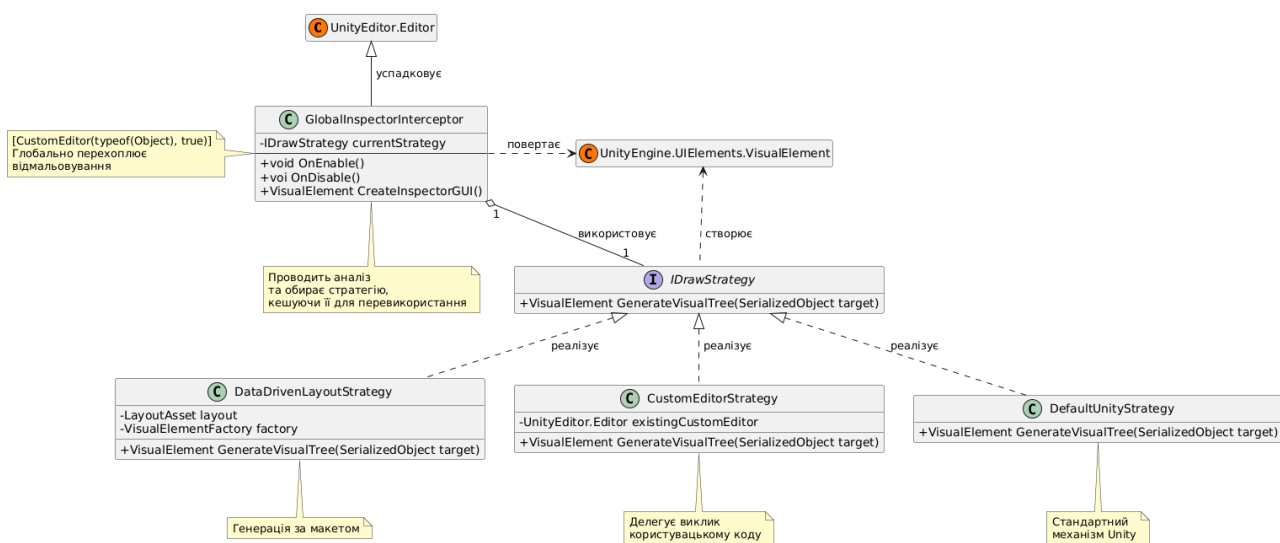 C UnityEditor.Editor
успадковує
[CustomEditor(typeof(Object), true)]
Глобально перехоплює
відмальовування
C GlobalInspectorInterceptor
-IDrawStrategy currentStrategy
+void OnEnable()
+voi OnDisable()
+VisualElement CreateInspectorGUI()
повертає
C UnityEngine.UIElements.VisualElement
1
використовує
1
створює
Проводить аналіз
та обирає стратегію,
кешуючи її для перевикористання
I IDrawStrategy
+VisualElement GenerateVisualTree(SerializedObject target)
реалізує
реалізує
реалізує
C DataDrivenLayoutStrategy
-LayoutAsset layout
-VisualElementFactory factory
+VisualElement GenerateVisualTree(SerializedObject target)
C CustomEditorStrategy
-UnityEditor.Editor existingCustomEditor
+VisualElement GenerateVisualTree(SerializedObject target)
C DefaultUnityStrategy
+VisualElement GenerateVisualTree(SerializedObject target)
Генерація за макетом
Делегує виклик
користувацькому коду
Стандартний
механізм Unity